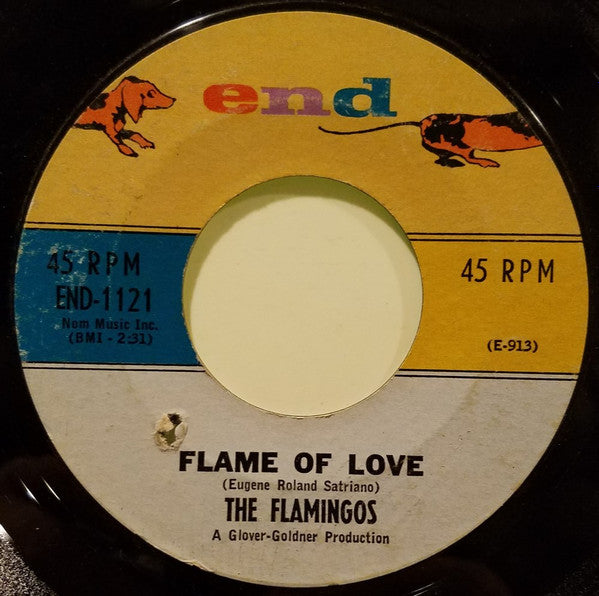 end
45 RPM
END-1121
Nom Music Inc.
(BMI - 2:31)
45 RPM
(E-913)
FLAME OF LOVE
(Eugene Roland Satriano)
THE FLAMINGOS
A Glover-Goldner Production